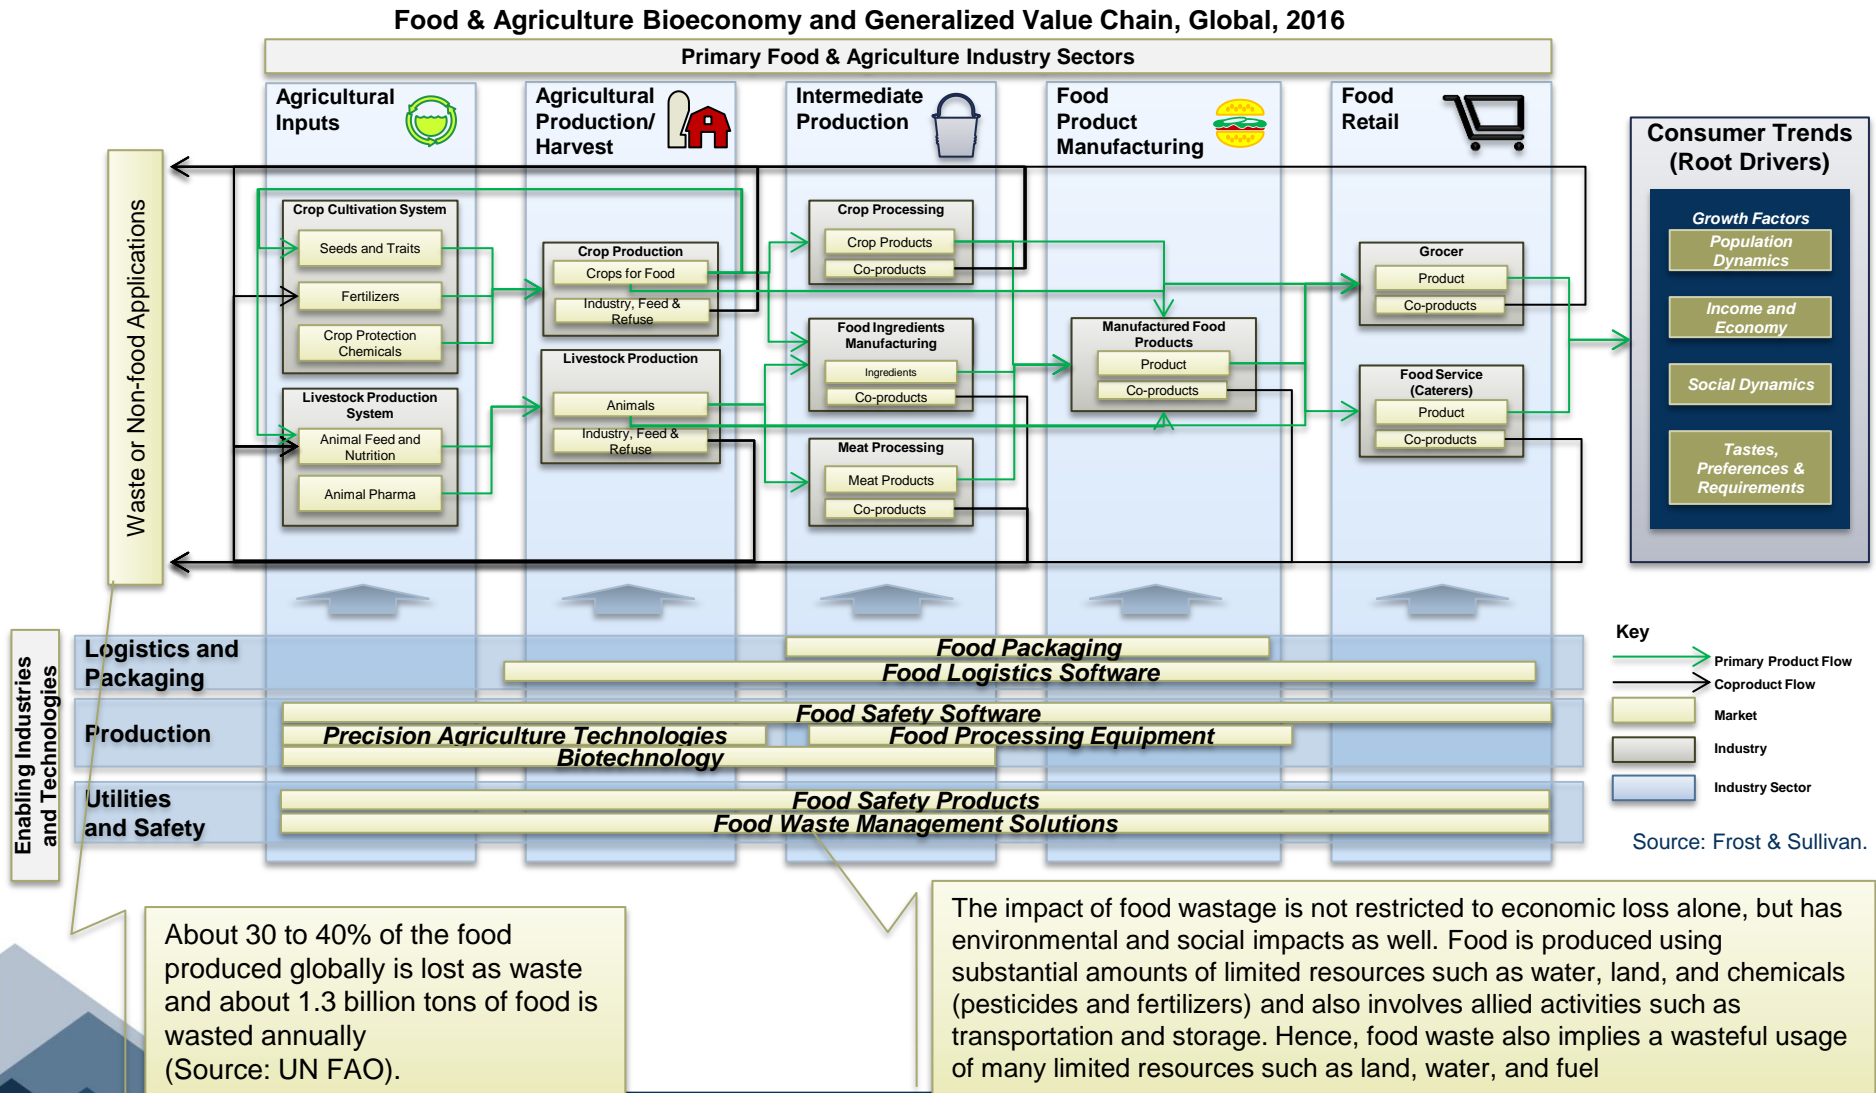 Food & Agriculture Bioeconomy and Generalized Value Chain, Global, 2016
Primary Food & Agriculture Industry Sectors
Agricultural
Inputs
Agricultural
Production/
Harvest
Intermediate
Production
Food
Product
Manufacturing
Food
Retail
Consumer Trends
(Root Drivers)
Growth Factors
Population
Dynamics
Income and
Economy
Social Dynamics
Tastes,
Preferences &
Requirements
Waste or Non-food Applications
Crop Cultivation System
Seeds and Traits
Fertilizers
Crop Protection
Chemicals
Livestock Production
System
Animal Feed and
Nutrition
Animal Pharma
Crop Production
Crops for Food
Industry, Feed &
Refuse
Livestock Production
Animals
Industry, Feed &
Refuse
Crop Processing
Crop Products
Co-products
Food Ingredients
Manufacturing
Ingredients
Co-products
Meat Processing
Meat Products
Co-products
Manufactured Food
Products
Product
Co-products
Grocer
Product
Co-products
Food Service
(Caterers)
Product
Co-products
Enabling Industries
and Technologies
Logistics and
Packaging
Food Packaging
Food Logistics Software
Production
Food Safety Software
Precision Agriculture Technologies
Food Processing Equipment
Biotechnology
Utilities
and Safety
Food Safety Products
Food Waste Management Solutions
Key
Primary Product Flow
Coproduct Flow
Market
Industry
Industry Sector
Source: Frost & Sullivan.
About 30 to 40% of the food
produced globally is lost as waste
and about 1.3 billion tons of food is
wasted annually
(Source: UN FAO).
The impact of food wastage is not restricted to economic loss alone, but has
environmental and social impacts as well. Food is produced using
substantial amounts of limited resources such as water, land, and chemicals
(pesticides and fertilizers) and also involves allied activities such as
transportation and storage. Hence, food waste also implies a wasteful usage
of many limited resources such as land, water, and fuel